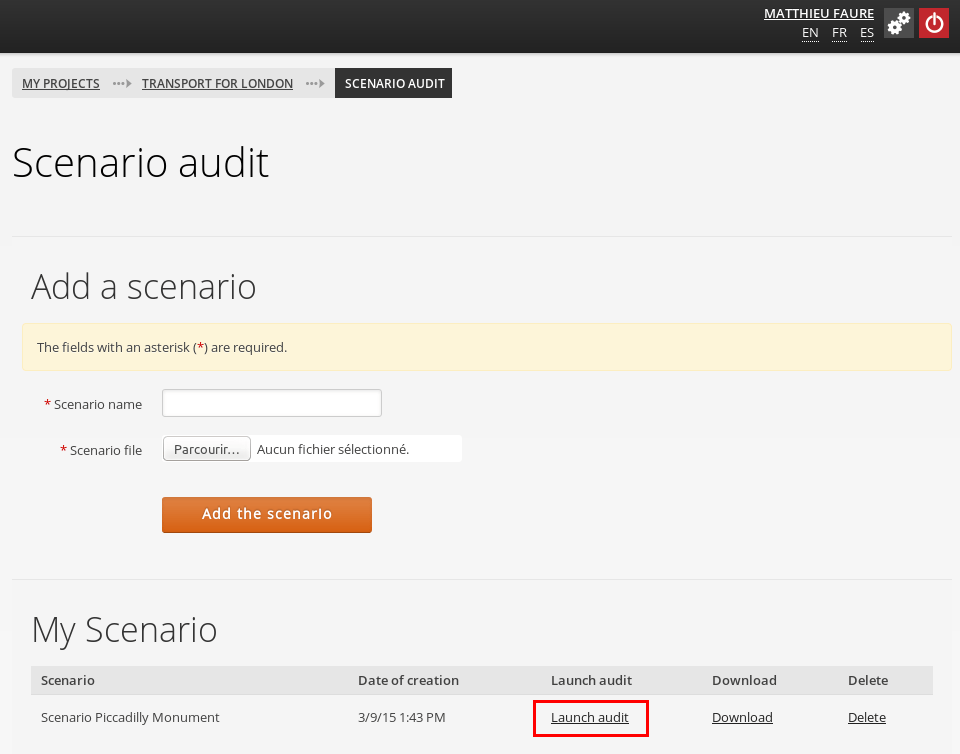 MATTHIEU FAURE
EN FR ES
MY PROJECTS TRANSPORT FOR LONDON SCENARIO AUDIT
Scenario audit
Add a scenario
The fields with an asterisk (*) are required.
* Scenario name
* Scenario file Parcourir... Aucun fichier sélectionné.
Add the scenario
My Scenario
Scenario Date of creation Launch audit Download Delete
Scenario Piccadilly Monument 3/9/15 1:43 PM Launch audit Download Delete